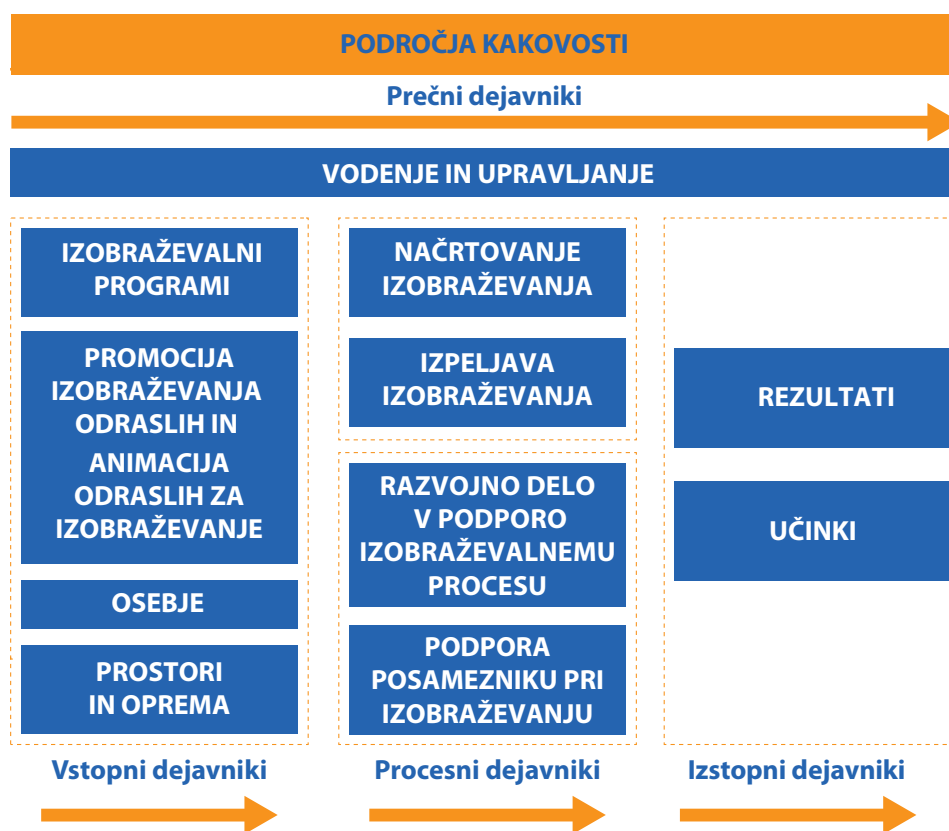 PODROČJA KAKOVOSTI
Prečni dejavniki
VODENJE IN UPRAVLJANJE
IZOBRAŽEVALNI
PROGRAMI
PROMOCIJA
IZOBRAŽEVANJA
ODRASLIH IN
ANIMACIJA
ODRASLIH ZA
IZOBRAŽEVANJE
OSEBJE
PROSTORI
IN OPREMA
Vstopni dejavniki
NAČRTOVANJE
IZOBRAŽEVANJA
IZPELJAVA
IZOBRAŽEVANJA
RAZVOJNO DELO
V PODPORO
IZOBRAŽEVALNEMU
PROCESU
PODPORA
POSAMEZNIKU PRI
IZOBRAŽEVANJU
Procesni dejavniki
REZULTATI
UČINKI
Izstopni dejavniki